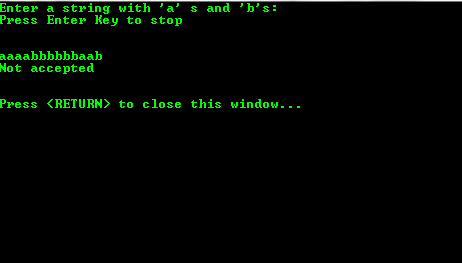 Enter a string with 'a' s and 'b's:
Press Enter Key to stop
aaaabbbbbbaab
Not accepted
Press <RETURN> to close this window...